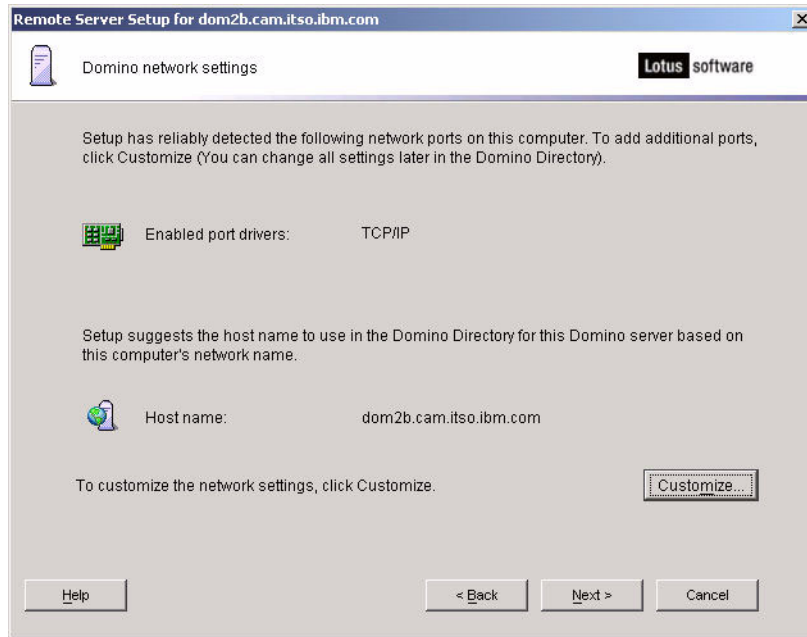 Remote Server Setup for dom2b.cam.itso.ibm.com
Domino network settings
Lotus software
Setup has reliably detected the following network ports on this computer. To add additional ports,
click Customize (You can change all settings later in the Domino Directory).
Enabled port drivers: TCP/IP
Setup suggests the host name to use in the Domino Directory for this Domino server based on
this computer's network name.
Host name: dom2b.cam.itso.ibm.com
To customize the network settings, click Customize.
Customize...
Help
< Back
Next >
Cancel